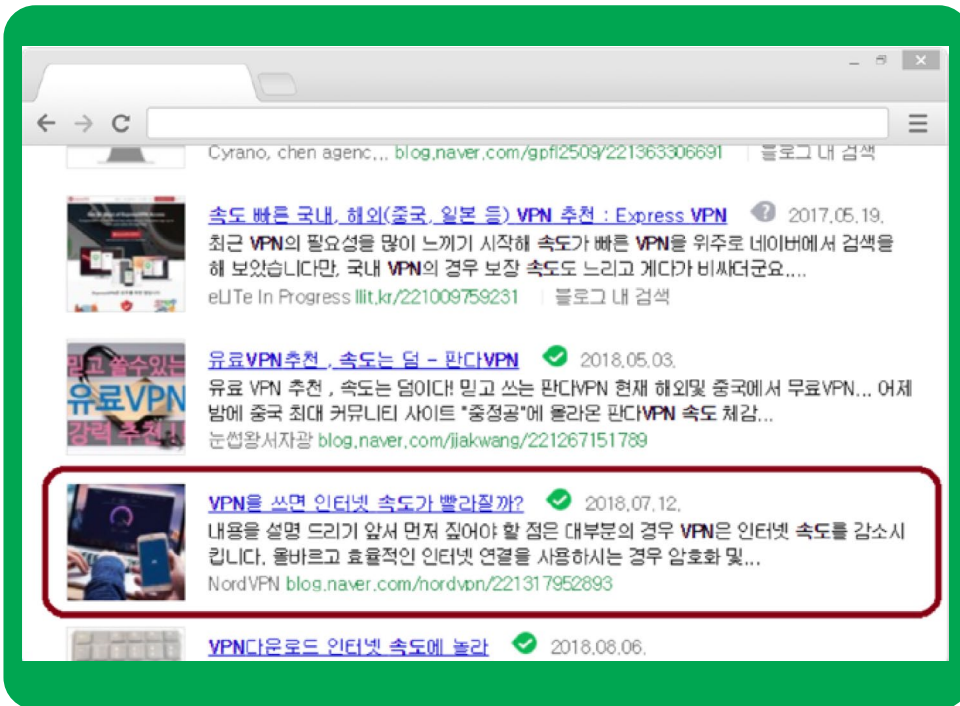 Cyrano, chen agenc... blog.naver.com/gpfl2509/221363306691 | 블로그 내 검색
속도 빠른 국내, 해외(중국, 일본 등) VPN 추천 : Express VPN 2017.05.19.
최근 VPN의 필요성을 많이 느끼기 시작해 속도가 빠른 VPN을 위주로 네이버에서 검색을
해 보았습니다만, 국내 VPN의 경우 보장 속도도 느리고 게다가 비싸더군요....
eLITe In Progress llit.kr/221009759231 | 블로그 내 검색
믿고 쓸수있는
유료VPN
강력 추천!!
유료VPN추천 , 속도는 덤 - 판다VPN 2018.05.03.
유료 VPN 추천 , 속도는 덤이다! 믿고 쓰는 판다VPN 현재 해외및 중국에서 무료VPN... 어제
밤에 중국 최대 커뮤니티 사이트 "중정공"에 올라온 판다VPN 속도 체감...
눈썹왕서자광 blog.naver.com/jiakwang/221267151789
VPN을 쓰면 인터넷 속도가 빨라질까? 2018.07.12.
내용을 설명 드리기 앞서 먼저 짚어야 할 점은 대부분의 경우 VPN은 인터넷 속도를 감소시
킵니다. 올바르고 효율적인 인터넷 연결을 사용하시는 경우 암호화 및...
NordVPN blog.naver.com/nordvpn/221317952893
VPN다운로드 인터넷 속도에 놀라 2018.08.06.